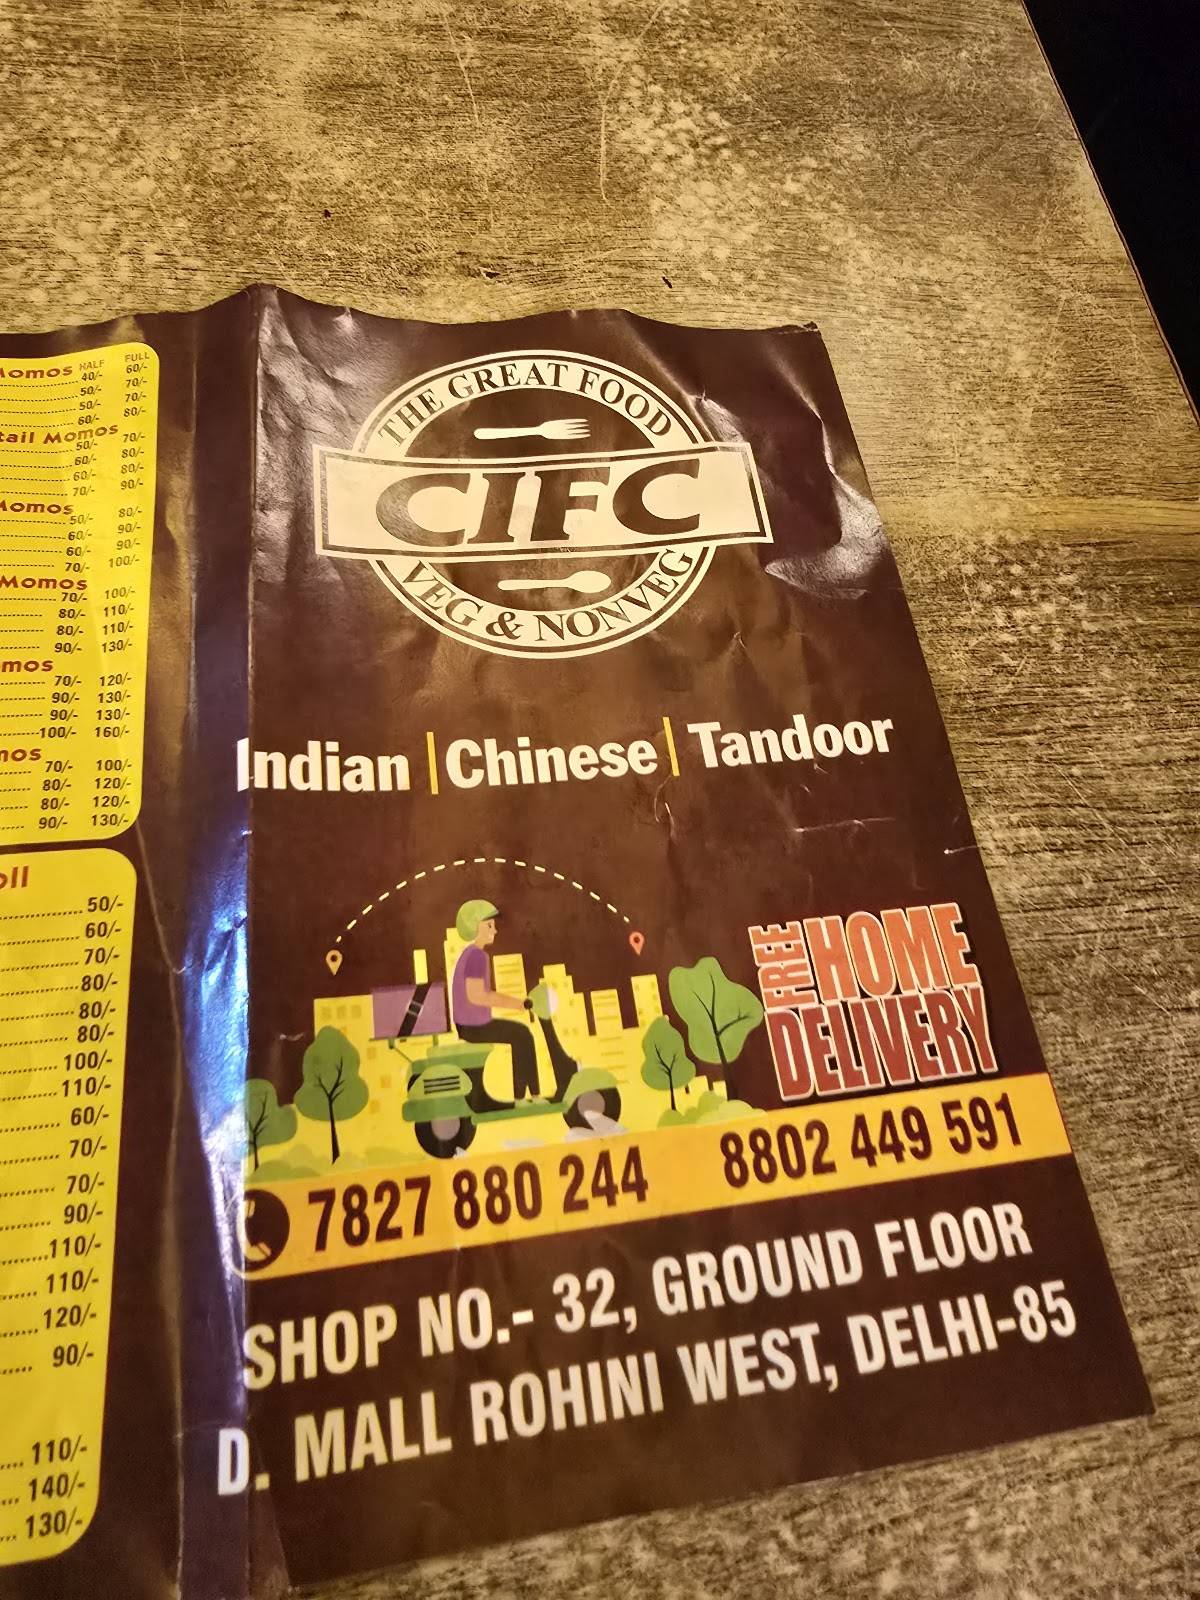 Momos HALF FULL
40/- 60/-
50/- 70/-
50/- 70/-
60/- 80/-
tail Momos
50/- 70/-
60/- 80/-
60/- 80/-
70/- 90/-
Momos
50/- 80/-
60/- 90/-
60/- 90/-
70/- 100/-
Momos
70/- 100/-
80/- 110/-
80/- 110/-
90/- 130/-
mos
70/- 120/-
90/- 130/-
90/- 130/-
100/- 160/-
mos
70/- 100/-
80/- 120/-
80/- 120/-
90/- 130/-
oll
50/-
60/-
70/-
80/-
80/-
80/-
100/-
110/-
60/-
70/-
70/-
90/-
110/-
110/-
120/-
90/-
110/-
140/-
130/-
THE GREAT FOOD
CIFC
VEG & NONVEG
Indian | Chinese | Tandoor
FREE HOME
DELIVERY
7827 880 244 8802 449 591
SHOP NO.- 32, GROUND FLOOR
D. MALL ROHINI WEST, DELHI-85